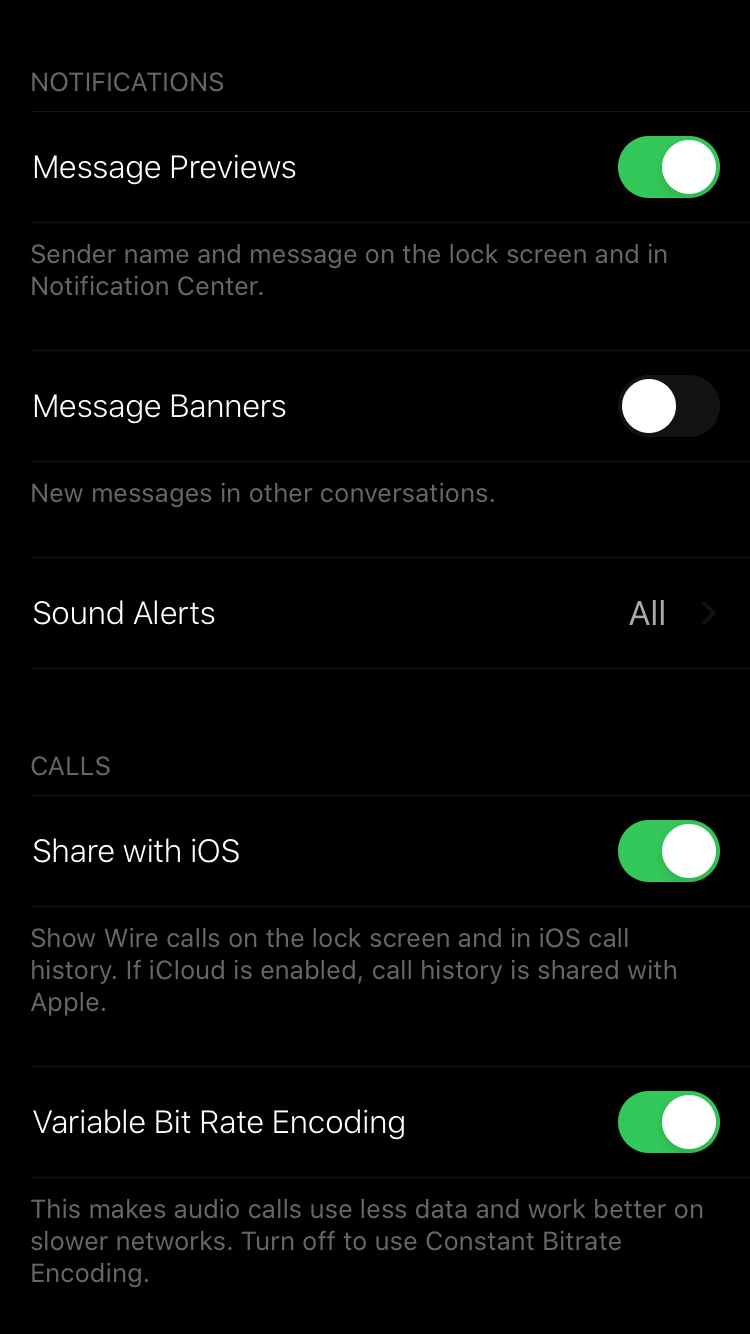 NOTIFICATIONS
Message Previews
Sender name and message on the lock screen and in
Notification Center.
Message Banners
New messages in other conversations.
Sound Alerts All
CALLS
Share with iOS
Show Wire calls on the lock screen and in iOS call
history. If iCloud is enabled, call history is shared with
Apple.
Variable Bit Rate Encoding
This makes audio calls use less data and work better on
slower networks. Turn off to use Constant Bitrate
Encoding.